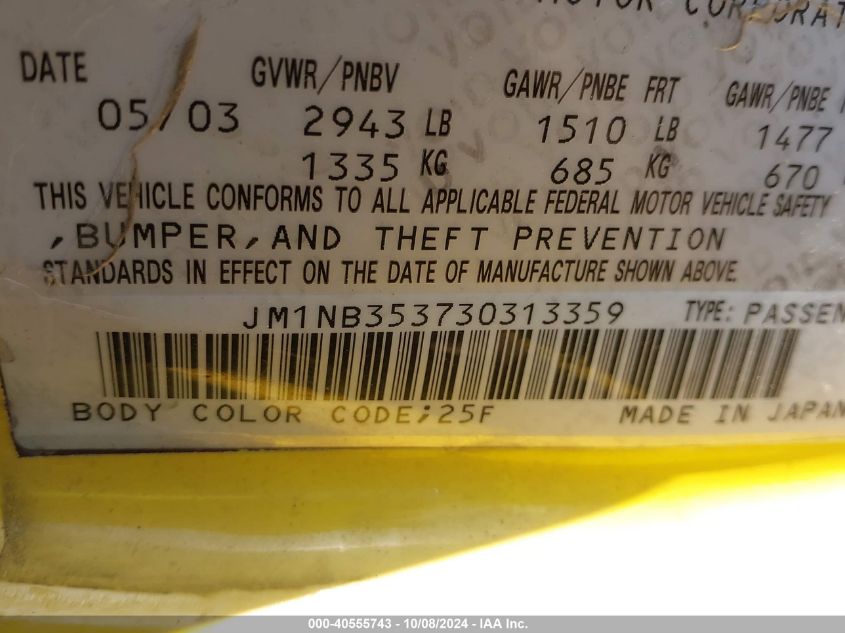 MOTOR CORPORAT
DATE GVWR/PNBV GAWR/PNBE FRT GAWR/PNBE
05/03 2943 LB 1510 LB 1477
1335 KG 685 KG 670
THIS VEHICLE CONFORMS TO ALL APPLICABLE FEDERAL MOTOR VEHICLE SAFETY
,BUMPER,AND THEFT PREVENTION
STANDARDS IN EFFECT ON THE DATE OF MANUFACTURE SHOWN ABOVE.
JM1NB353730313359 TYPE: PASSEN
BODY COLOR CODE;25F MADE IN JAPAN
000-40555743 - 10/08/2024 - IAA Inc.